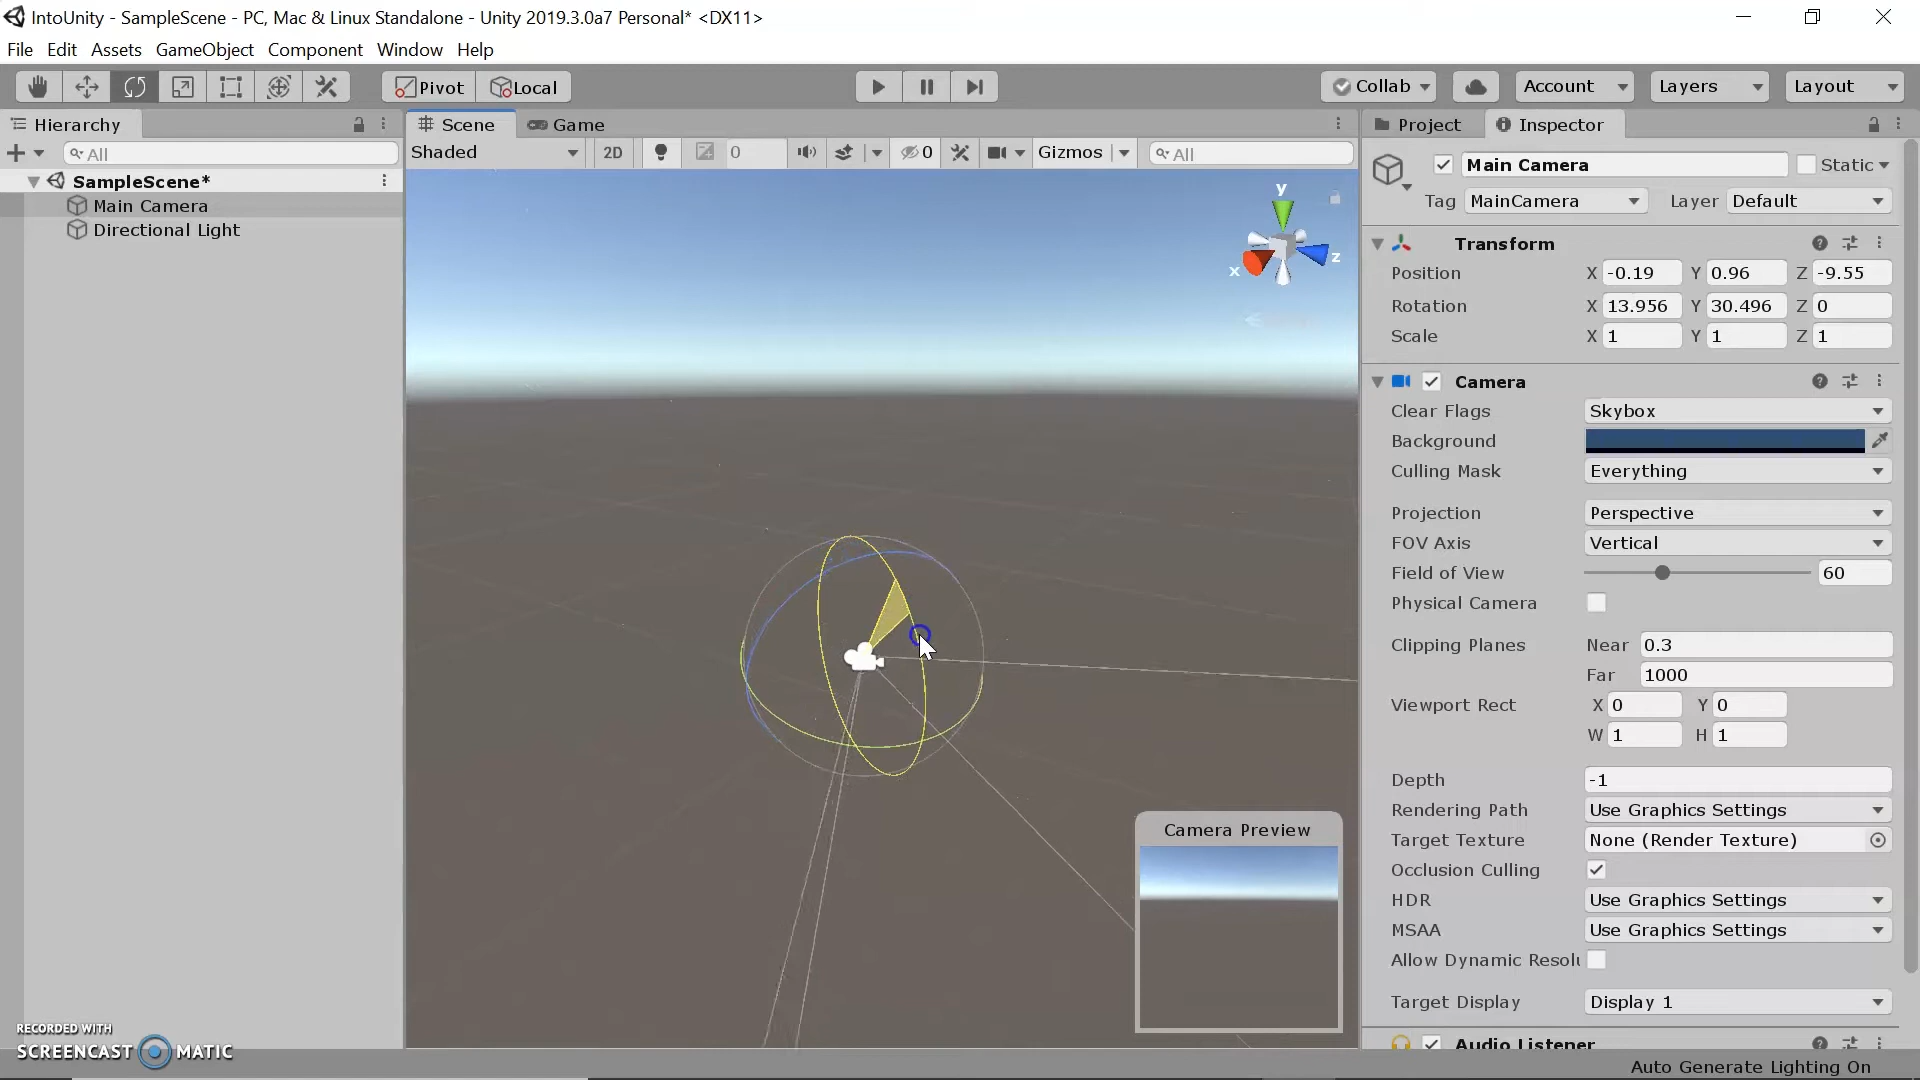 IntoUnity - SampleScene - PC, Mac & Linux Standalone - Unity 2019.3.0a7 Personal* <DX11>
File Edit Assets GameObject Component Window Help
Pivot Local Collab Account Layers Layout
Hierarchy
All
SampleScene*
Main Camera
Directional Light
Scene Game
Shaded 2D 0 0 Gizmos All
y
x z
Camera Preview
Project Inspector
Main Camera Static
Tag MainCamera Layer Default
Transform
Position X -0.19 Y 0.96 Z -9.55
Rotation X 13.956 Y 30.496 Z 0
Scale X 1 Y 1 Z 1
Camera
Clear Flags Skybox
Background
Culling Mask Everything
Projection Perspective
FOV Axis Vertical
Field of View 60
Physical Camera
Clipping Planes Near 0.3
Far 1000
Viewport Rect X 0 Y 0
W 1 H 1
Depth -1
Rendering Path Use Graphics Settings
Target Texture None (Render Texture)
Occlusion Culling
HDR Use Graphics Settings
MSAA Use Graphics Settings
Allow Dynamic Resolu
Target Display Display 1
Audio Listener
RECORDED WITH
SCREENCAST MATIC
Auto Generate Lighting On